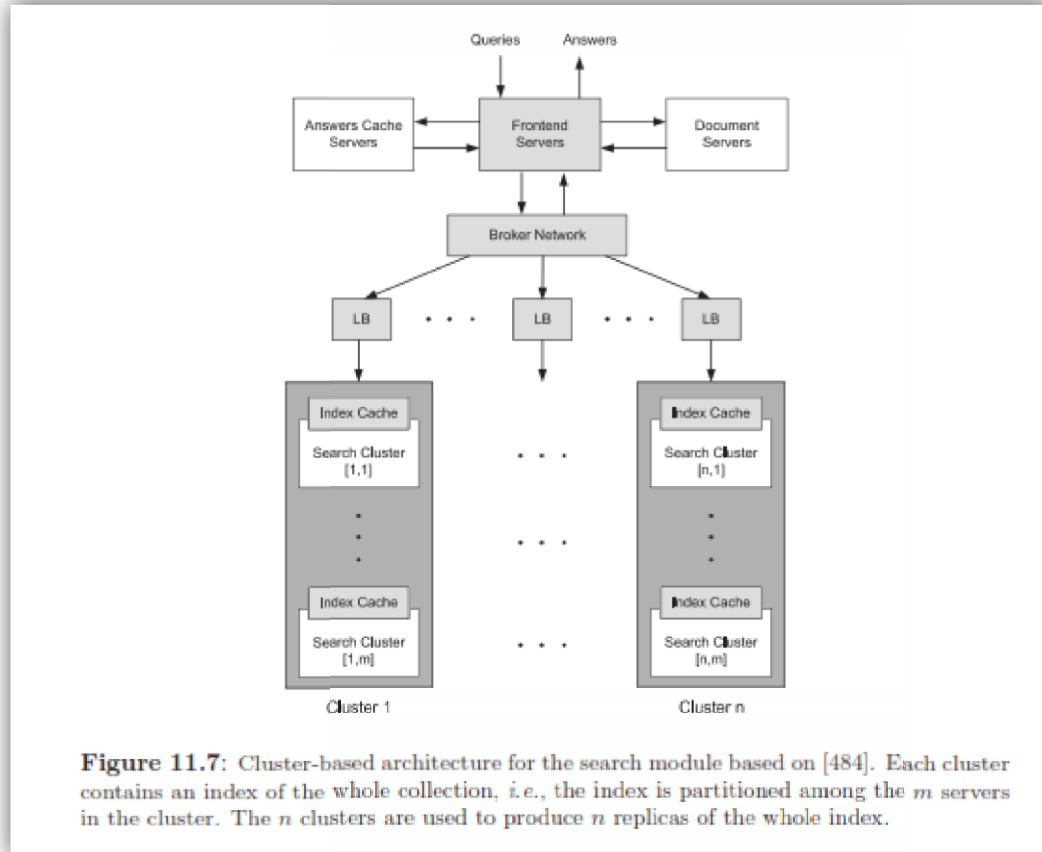 Queries Answers
Answers Cache Servers
Frontend Servers
Document Servers
Broker Network
LB . . . LB . . . LB
Index Cache
Index Cache
Search Cluster
[1,1]
. . .
Search Cluster
[n,1]
. . .
Index Cache
Index Cache
Search Cluster
[1,m]
. . .
Search Cluster
[n,m]
Cluster 1
Cluster n
Figure 11.7: Cluster-based architecture for the search module based on [484]. Each cluster
contains an index of the whole collection, i.e., the index is partitioned among the m servers
in the cluster. The n clusters are used to produce n replicas of the whole index.